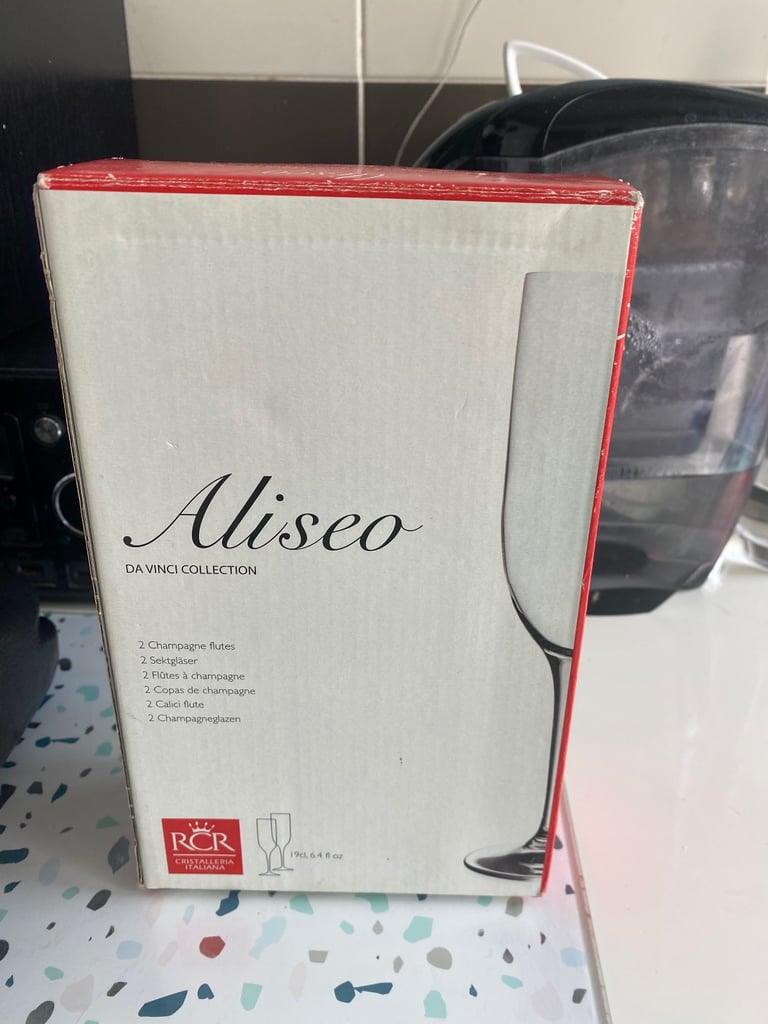 Aliseo
DA VINCI COLLECTION
2 Champagne flutes
2 Sektgläser
2 Flûtes à champagne
2 Copas de champagne
2 Calici flute
2 Champagneglazen
RCR
CRISTALLERIA
ITALIANA
19cl, 6.4 fl oz